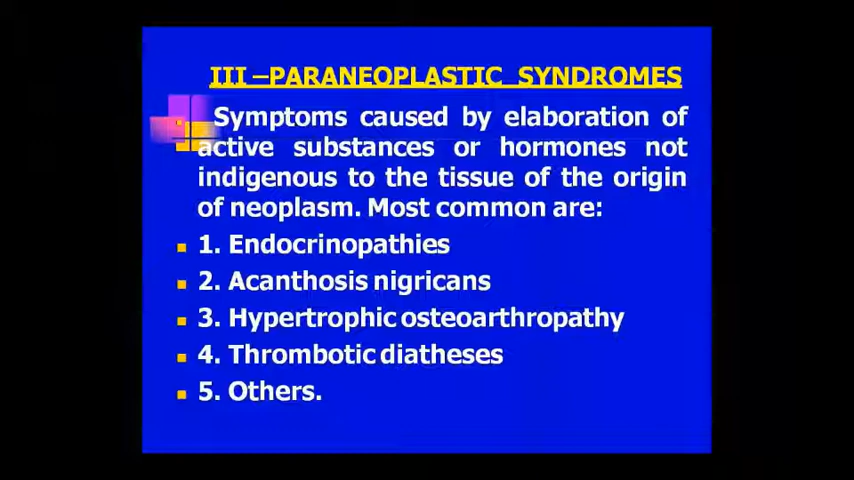 III –PARANEOPLASTIC SYNDROMES
Symptoms caused by elaboration of
active substances or hormones not
indigenous to the tissue of the origin
of neoplasm. Most common are:
1. Endocrinopathies
2. Acanthosis nigricans
3. Hypertrophic osteoarthropathy
4. Thrombotic diatheses
5. Others.